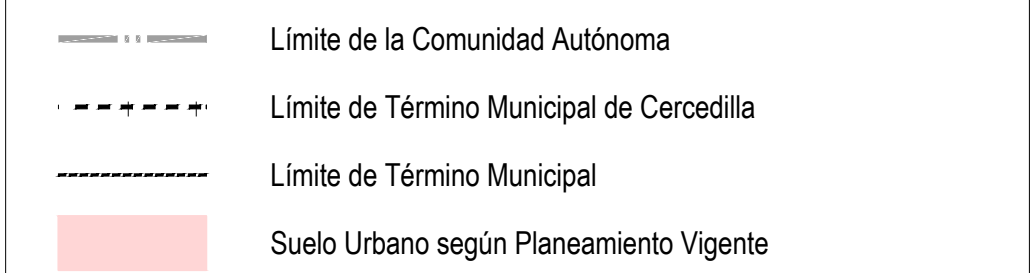 Límite de la Comunidad Autónoma
Límite de Término Municipal de Cercedilla
Límite de Término Municipal
Suelo Urbano según Planeamiento Vigente